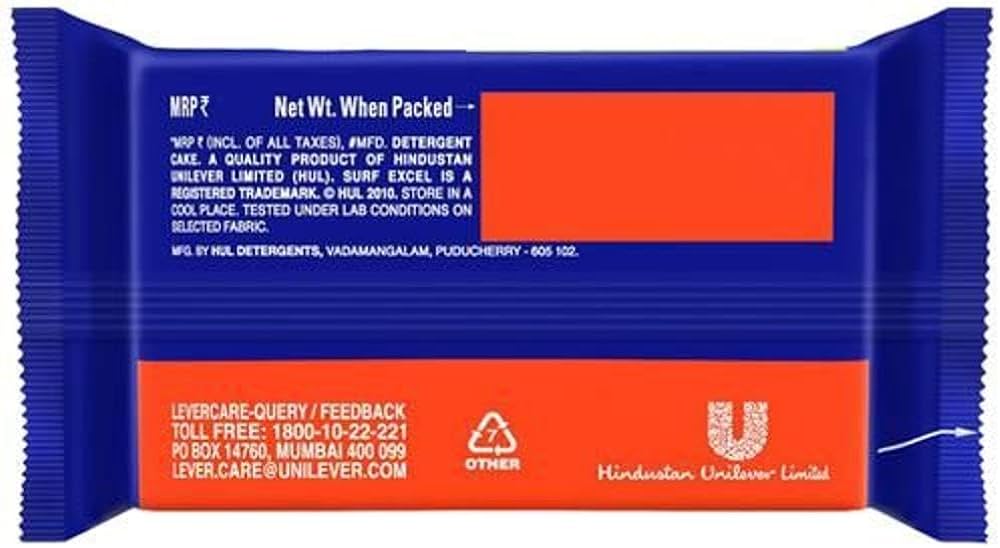 MRP ₹ Net Wt. When Packed
*MRP ₹ (INCL. OF ALL TAXES), #MFD. DETERGENT
CAKE. A QUALITY PRODUCT OF HINDUSTAN
UNILEVER LIMITED (HUL). SURF EXCEL IS A
REGISTERED TRADEMARK. © HUL 2010. STORE IN A
COOL PLACE. TESTED UNDER LAB CONDITIONS ON
SELECTED FABRIC.
MFG. BY HUL DETERGENTS, VADAMANGALAM, PUDUCHERRY - 605 102.
LEVERCARE-QUERY / FEEDBACK
TOLL FREE: 1800-10-22-221
PO BOX 14760, MUMBAI 400 099
LEVER.CARE@UNILEVER.COM
7
OTHER
Hindustan Unilever Limited